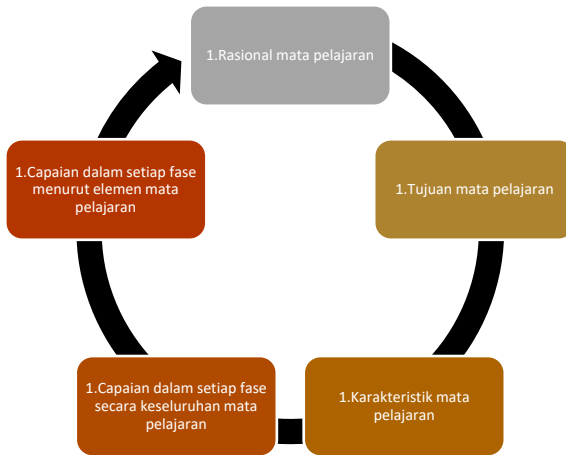 1.Rasional mata pelajaran
1.Tujuan mata pelajaran
1.Karakteristik mata
pelajaran
1.Capaian dalam setiap fase
secara keseluruhan mata
pelajaran
1.Capaian dalam setiap fase
menurut elemen mata
pelajaran